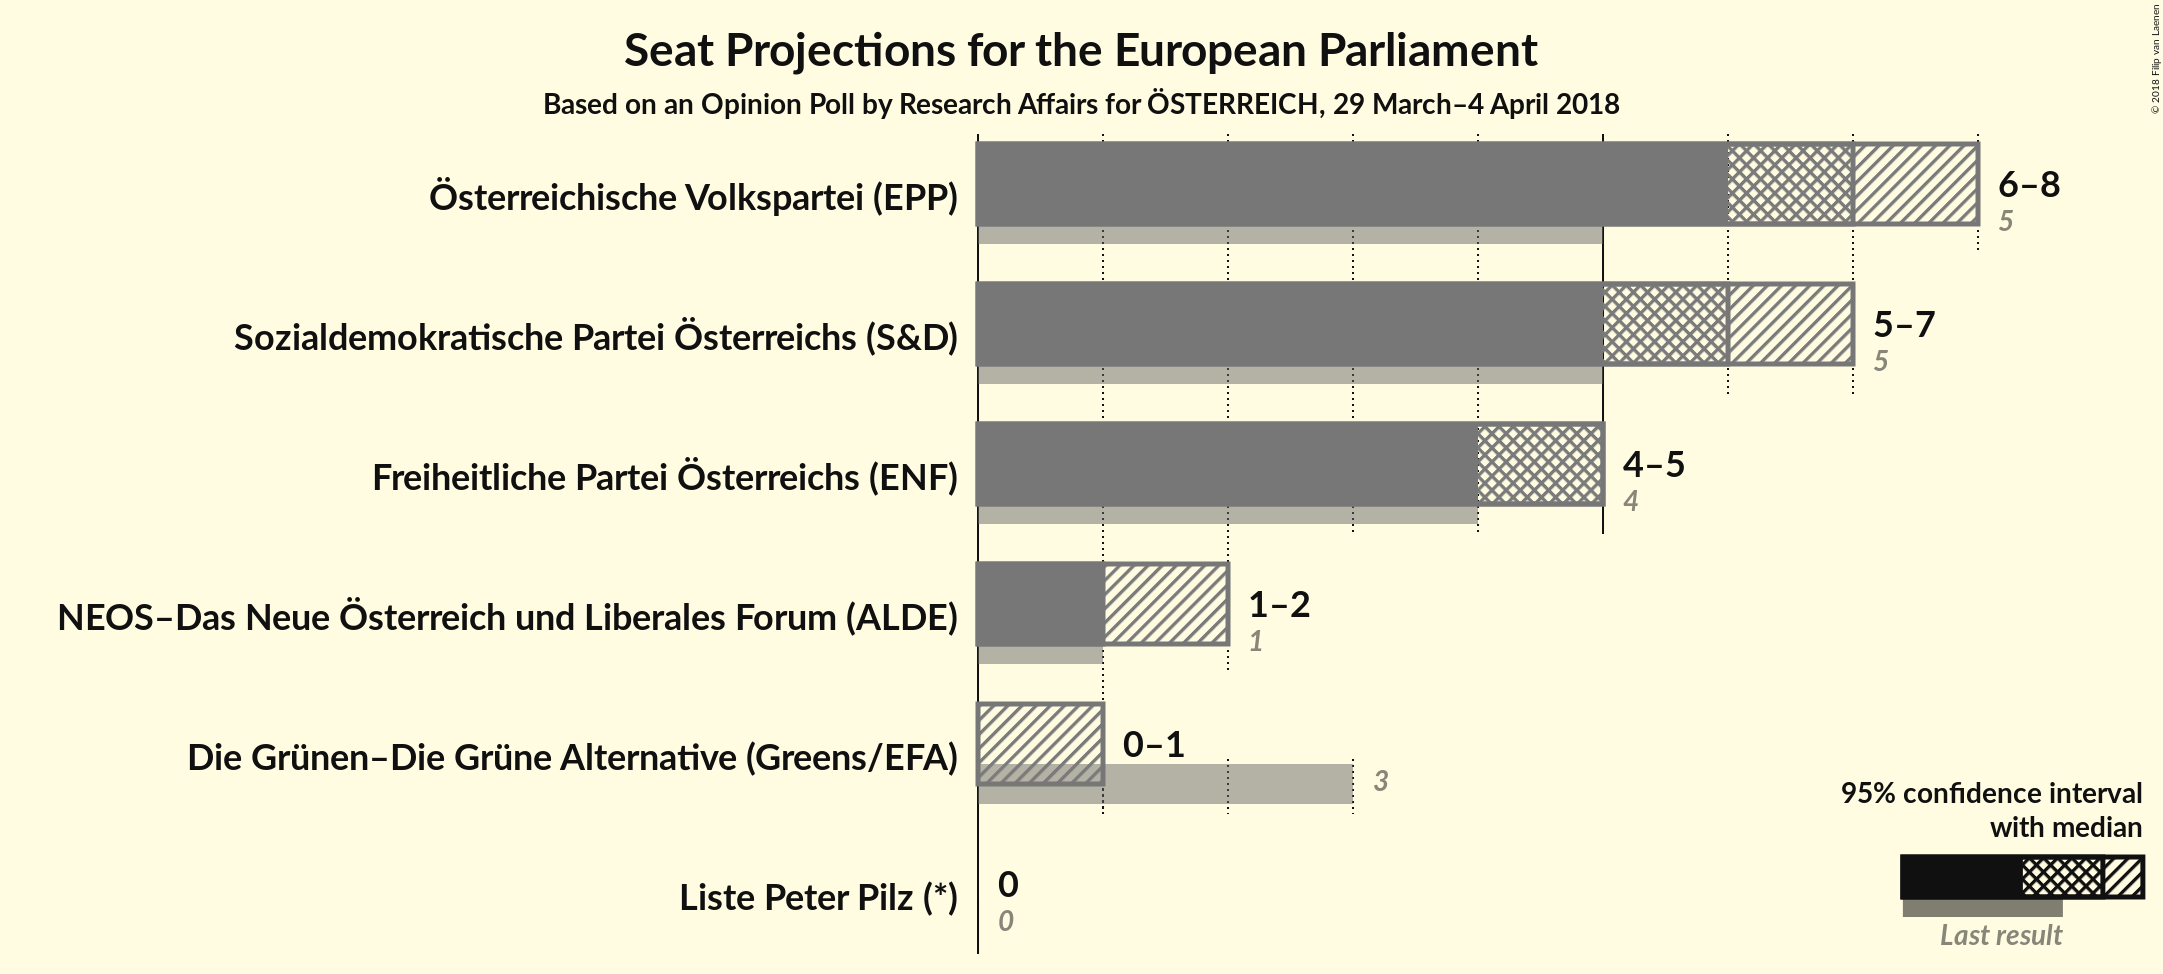 Seat Projections for the European Parliament
Based on an Opinion Poll by Research Affairs for ÖSTERREICH, 29 March–4 April 2018
© 2018 Filip van Laenen
Österreichische Volkspartei (EPP)
6–8
5
Sozialdemokratische Partei Österreichs (S&D)
5–7
5
Freiheitliche Partei Österreichs (ENF)
4–5
4
NEOS–Das Neue Österreich und Liberales Forum (ALDE)
1–2
1
Die Grünen–Die Grüne Alternative (Greens/EFA)
0–1
3
Liste Peter Pilz (*)
0
0
95% confidence interval
with median
Last result